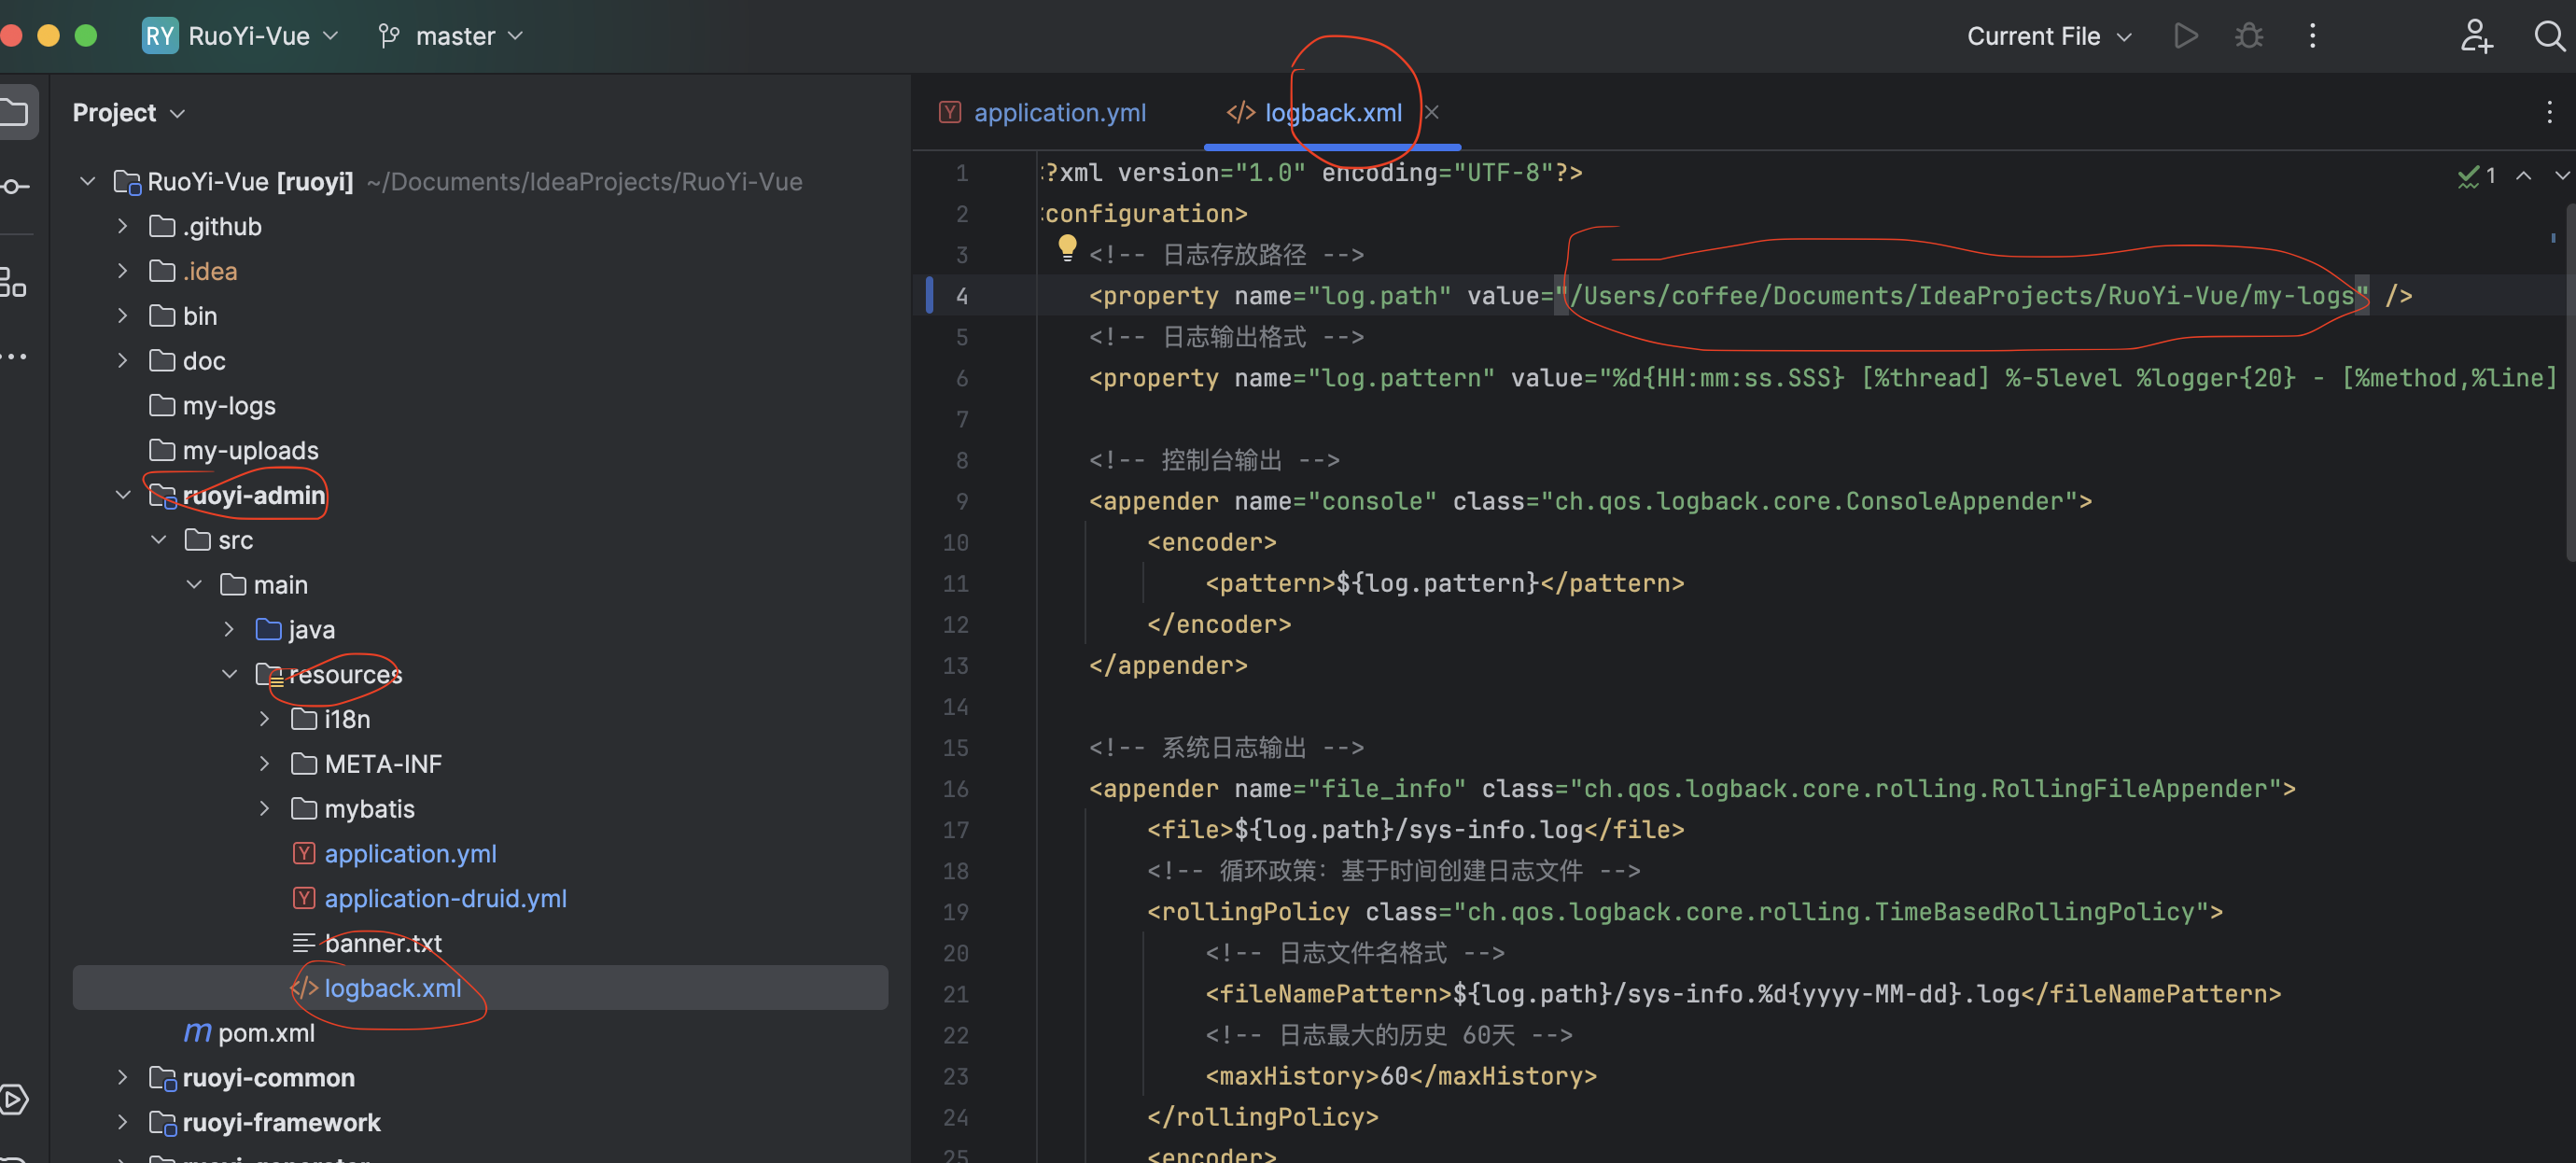 RY RuoYi-Vue master Current File
Project
RuoYi-Vue [ruoyi] ~/Documents/IdeaProjects/RuoYi-Vue
.github
.idea
bin
doc
my-logs
my-uploads
ruoyi-admin
src
main
java
resources
i18n
META-INF
mybatis
application.yml
application-druid.yml
banner.txt
logback.xml
pom.xml
ruoyi-common
ruoyi-framework
application.yml logback.xml
1 ?xml version="1.0" encoding="UTF-8"?> 1
2 configuration>
3 <!-- 日志存放路径 -->
4 <property name="log.path" value="/Users/coffee/Documents/IdeaProjects/RuoYi-Vue/my-logs" />
5 <!-- 日志输出格式 -->
6 <property name="log.pattern" value="%d{HH:mm:ss.SSS} [%thread] %-5level %logger{20} - [%method,%line]
7
8 <!-- 控制台输出 -->
9 <appender name="console" class="ch.qos.logback.core.ConsoleAppender">
10 <encoder>
11 <pattern>${log.pattern}</pattern>
12 </encoder>
13 </appender>
14
15 <!-- 系统日志输出 -->
16 <appender name="file_info" class="ch.qos.logback.core.rolling.RollingFileAppender">
17 <file>${log.path}/sys-info.log</file>
18 <!-- 循环政策：基于时间创建日志文件 -->
19 <rollingPolicy class="ch.qos.logback.core.rolling.TimeBasedRollingPolicy">
20 <!-- 日志文件名格式 -->
21 <fileNamePattern>${log.path}/sys-info.%d{yyyy-MM-dd}.log</fileNamePattern>
22 <!-- 日志最大的历史 60天 -->
23 <maxHistory>60</maxHistory>
24 </rollingPolicy>
25 <encoder>